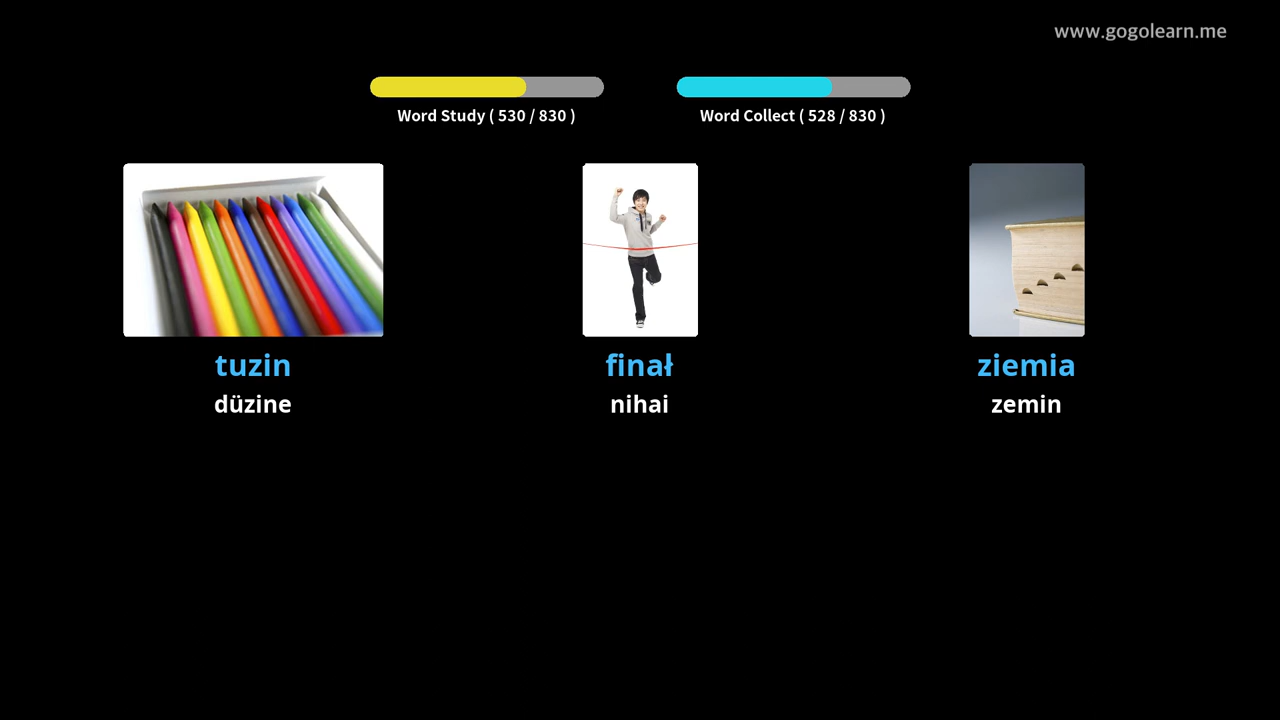 www.gogolearn.me
Word Study ( 530 / 830 )
Word Collect ( 528 / 830 )
tuzin
düzine
finał
nihai
ziemia
zemin